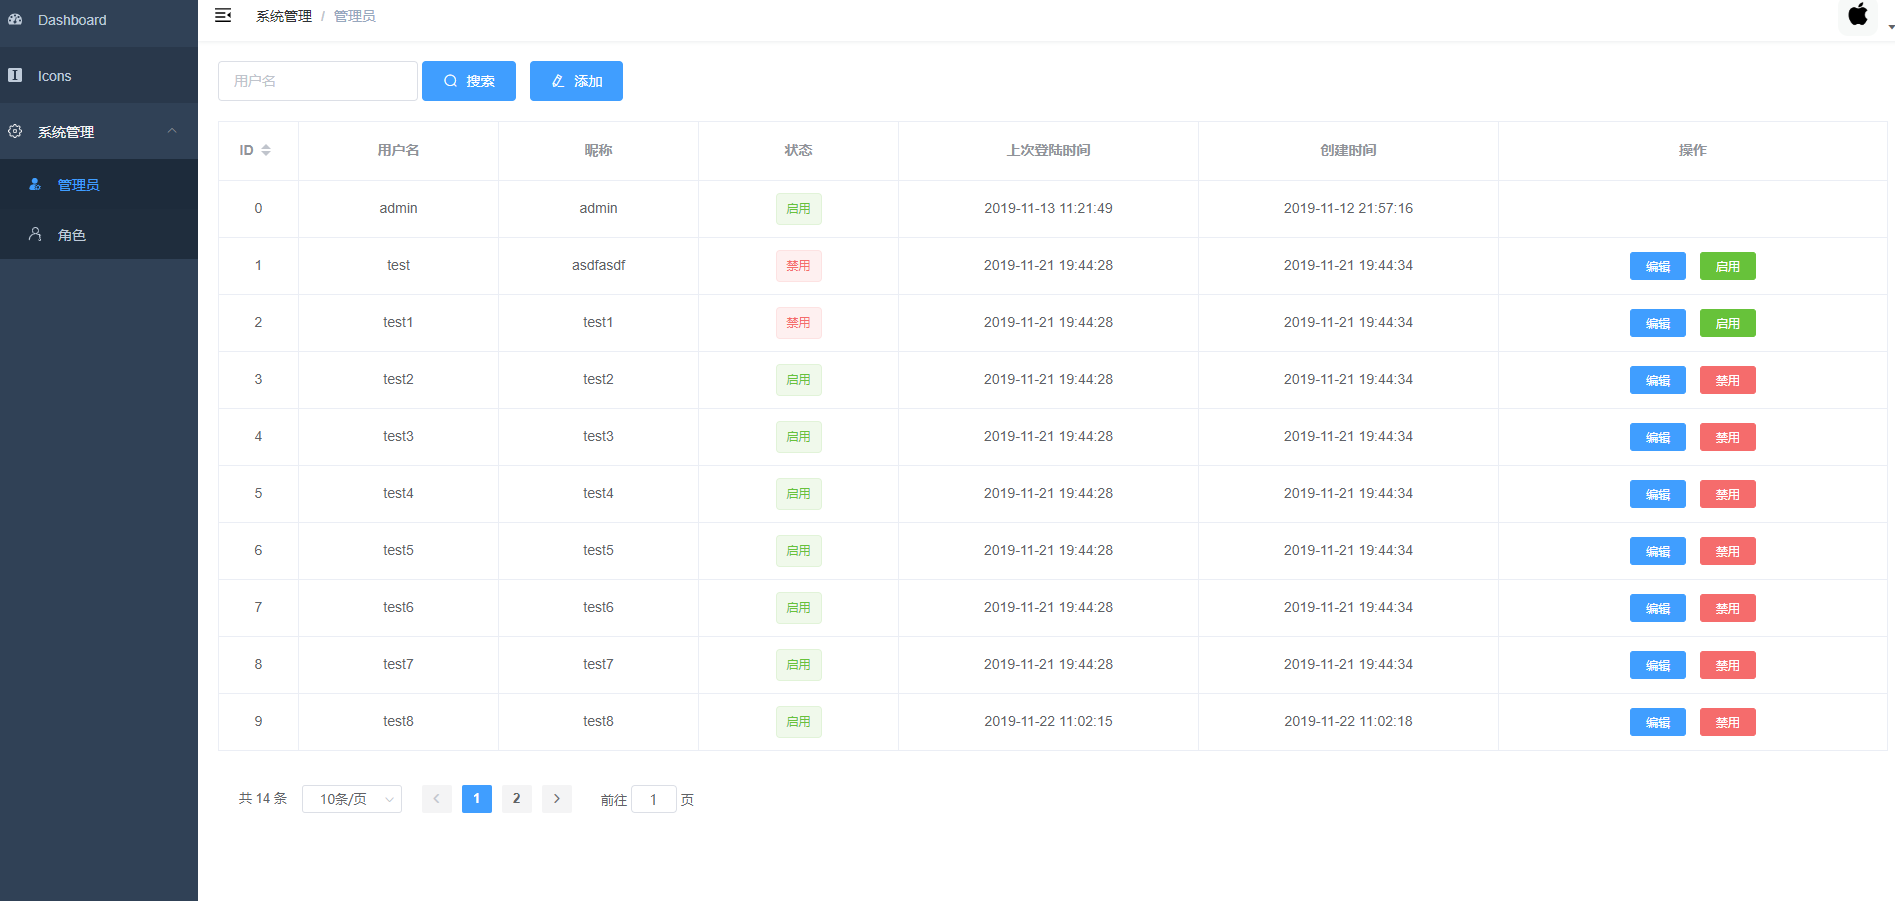 Dashboard
Icons
系统管理
管理员
角色
系统管理 / 管理员
用户名 搜索 添加
ID 用户名 昵称 状态 上次登陆时间 创建时间 操作
0 admin admin 启用 2019-11-13 11:21:49 2019-11-12 21:57:16
1 test asdfasdf 禁用 2019-11-21 19:44:28 2019-11-21 19:44:34 编辑 启用
2 test1 test1 禁用 2019-11-21 19:44:28 2019-11-21 19:44:34 编辑 启用
3 test2 test2 启用 2019-11-21 19:44:28 2019-11-21 19:44:34 编辑 禁用
4 test3 test3 启用 2019-11-21 19:44:28 2019-11-21 19:44:34 编辑 禁用
5 test4 test4 启用 2019-11-21 19:44:28 2019-11-21 19:44:34 编辑 禁用
6 test5 test5 启用 2019-11-21 19:44:28 2019-11-21 19:44:34 编辑 禁用
7 test6 test6 启用 2019-11-21 19:44:28 2019-11-21 19:44:34 编辑 禁用
8 test7 test7 启用 2019-11-21 19:44:28 2019-11-21 19:44:34 编辑 禁用
9 test8 test8 启用 2019-11-22 11:02:15 2019-11-22 11:02:18 编辑 禁用
共 14 条 10条/页 1 2 前往 1 页